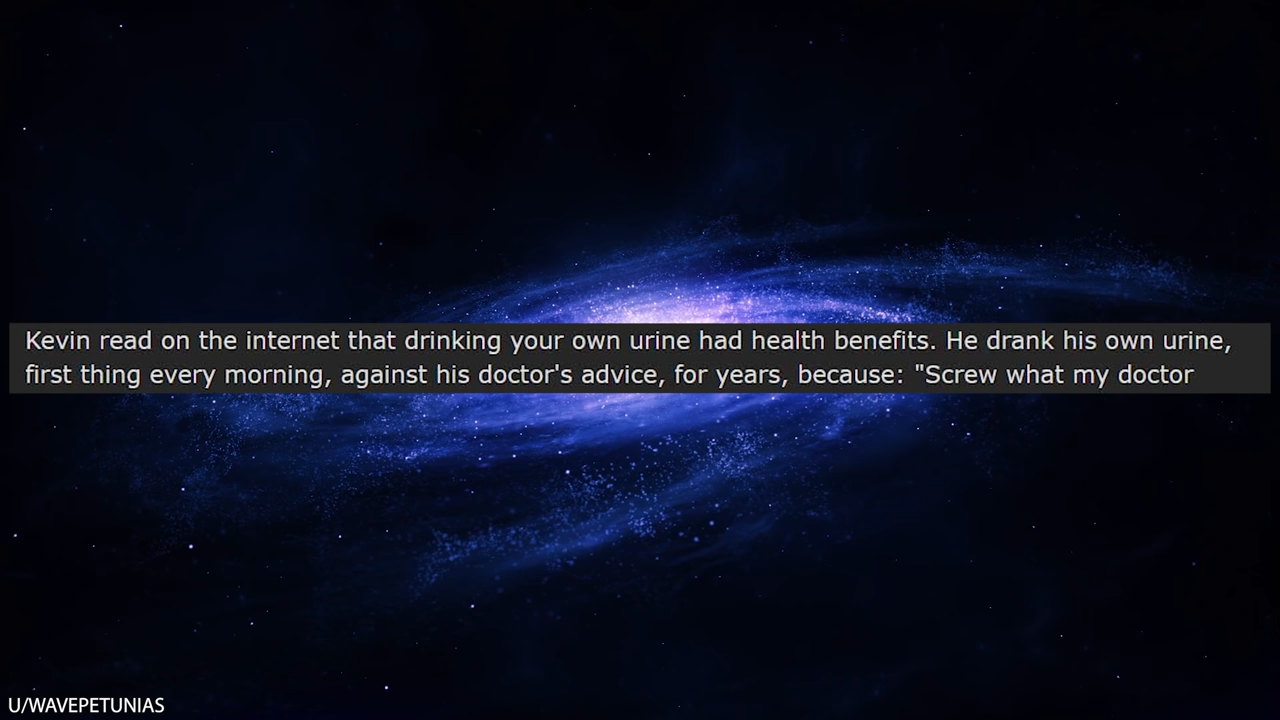 Kevin read on the internet that drinking your own urine had health benefits. He drank his own urine,
first thing every morning, against his doctor's advice, for years, because: "Screw what my doctor
U/WAVEPETUNIAS